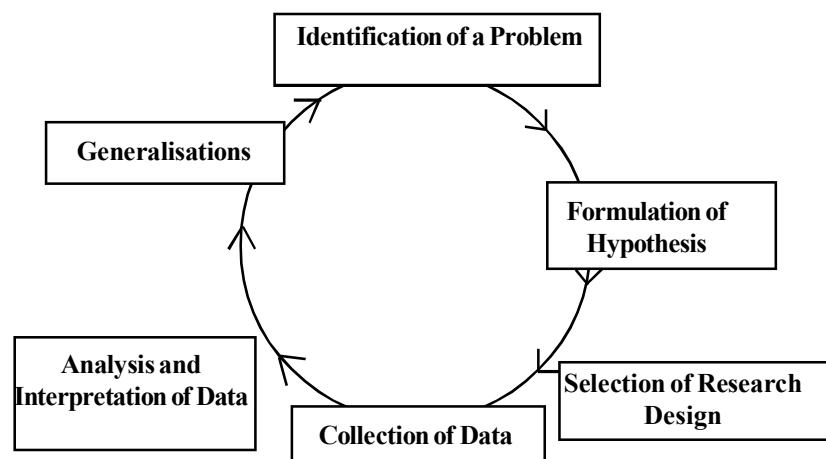 Identification of a Problem
Formulation of
Hypothesis
Selection of Research
Design
Collection of Data
Analysis and
Interpretation of Data
Generalisations